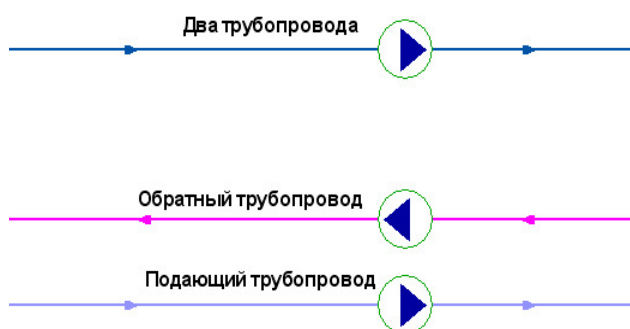 Два трубопровода
Обратный трубопровод
Подающий трубопровод